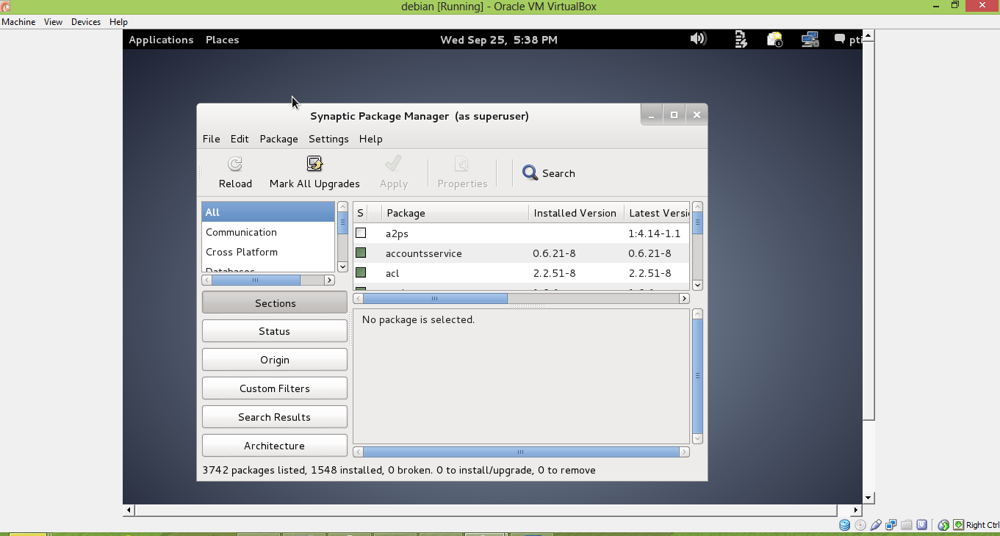 debian [Running] - Oracle VM VirtualBox
Machine View Devices Help
Applications Places Wed Sep 25, 5:38 PM
Synaptic Package Manager (as superuser)
File Edit Package Settings Help
Reload Mark All Upgrades Apply Properties Search
All
Communication
Cross Platform
Databases
S Package Installed Version Latest
a2ps 1:4.14-1.1
accountsservice 0.6.21-8 0.6.21-8
acl 2.2.51-8 2.2.51-8
Sections
Status
Origin
Custom Filters
Search Results
Architecture
No package is selected.
3742 packages listed, 1548 installed, 0 broken. 0 to install/upgrade, 0 to remove
Right Ctrl